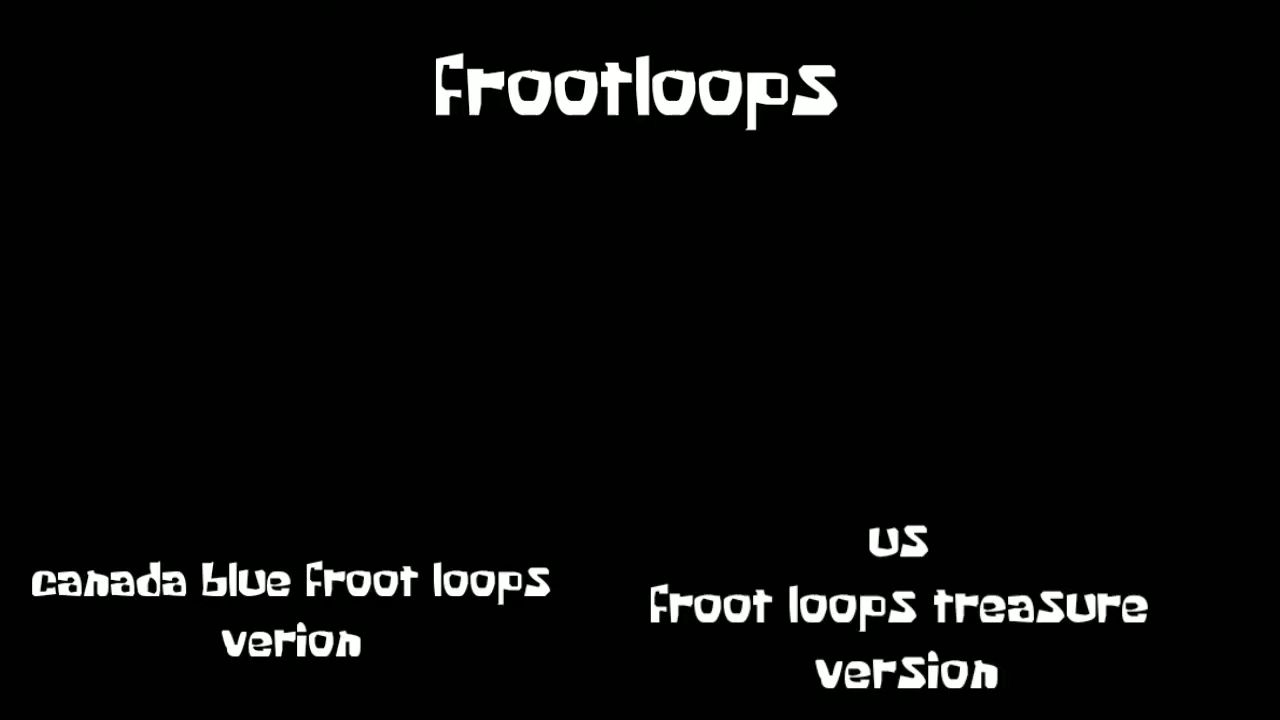 frootloops
canada blue froot loops
verion
us
froot loops treasure
version